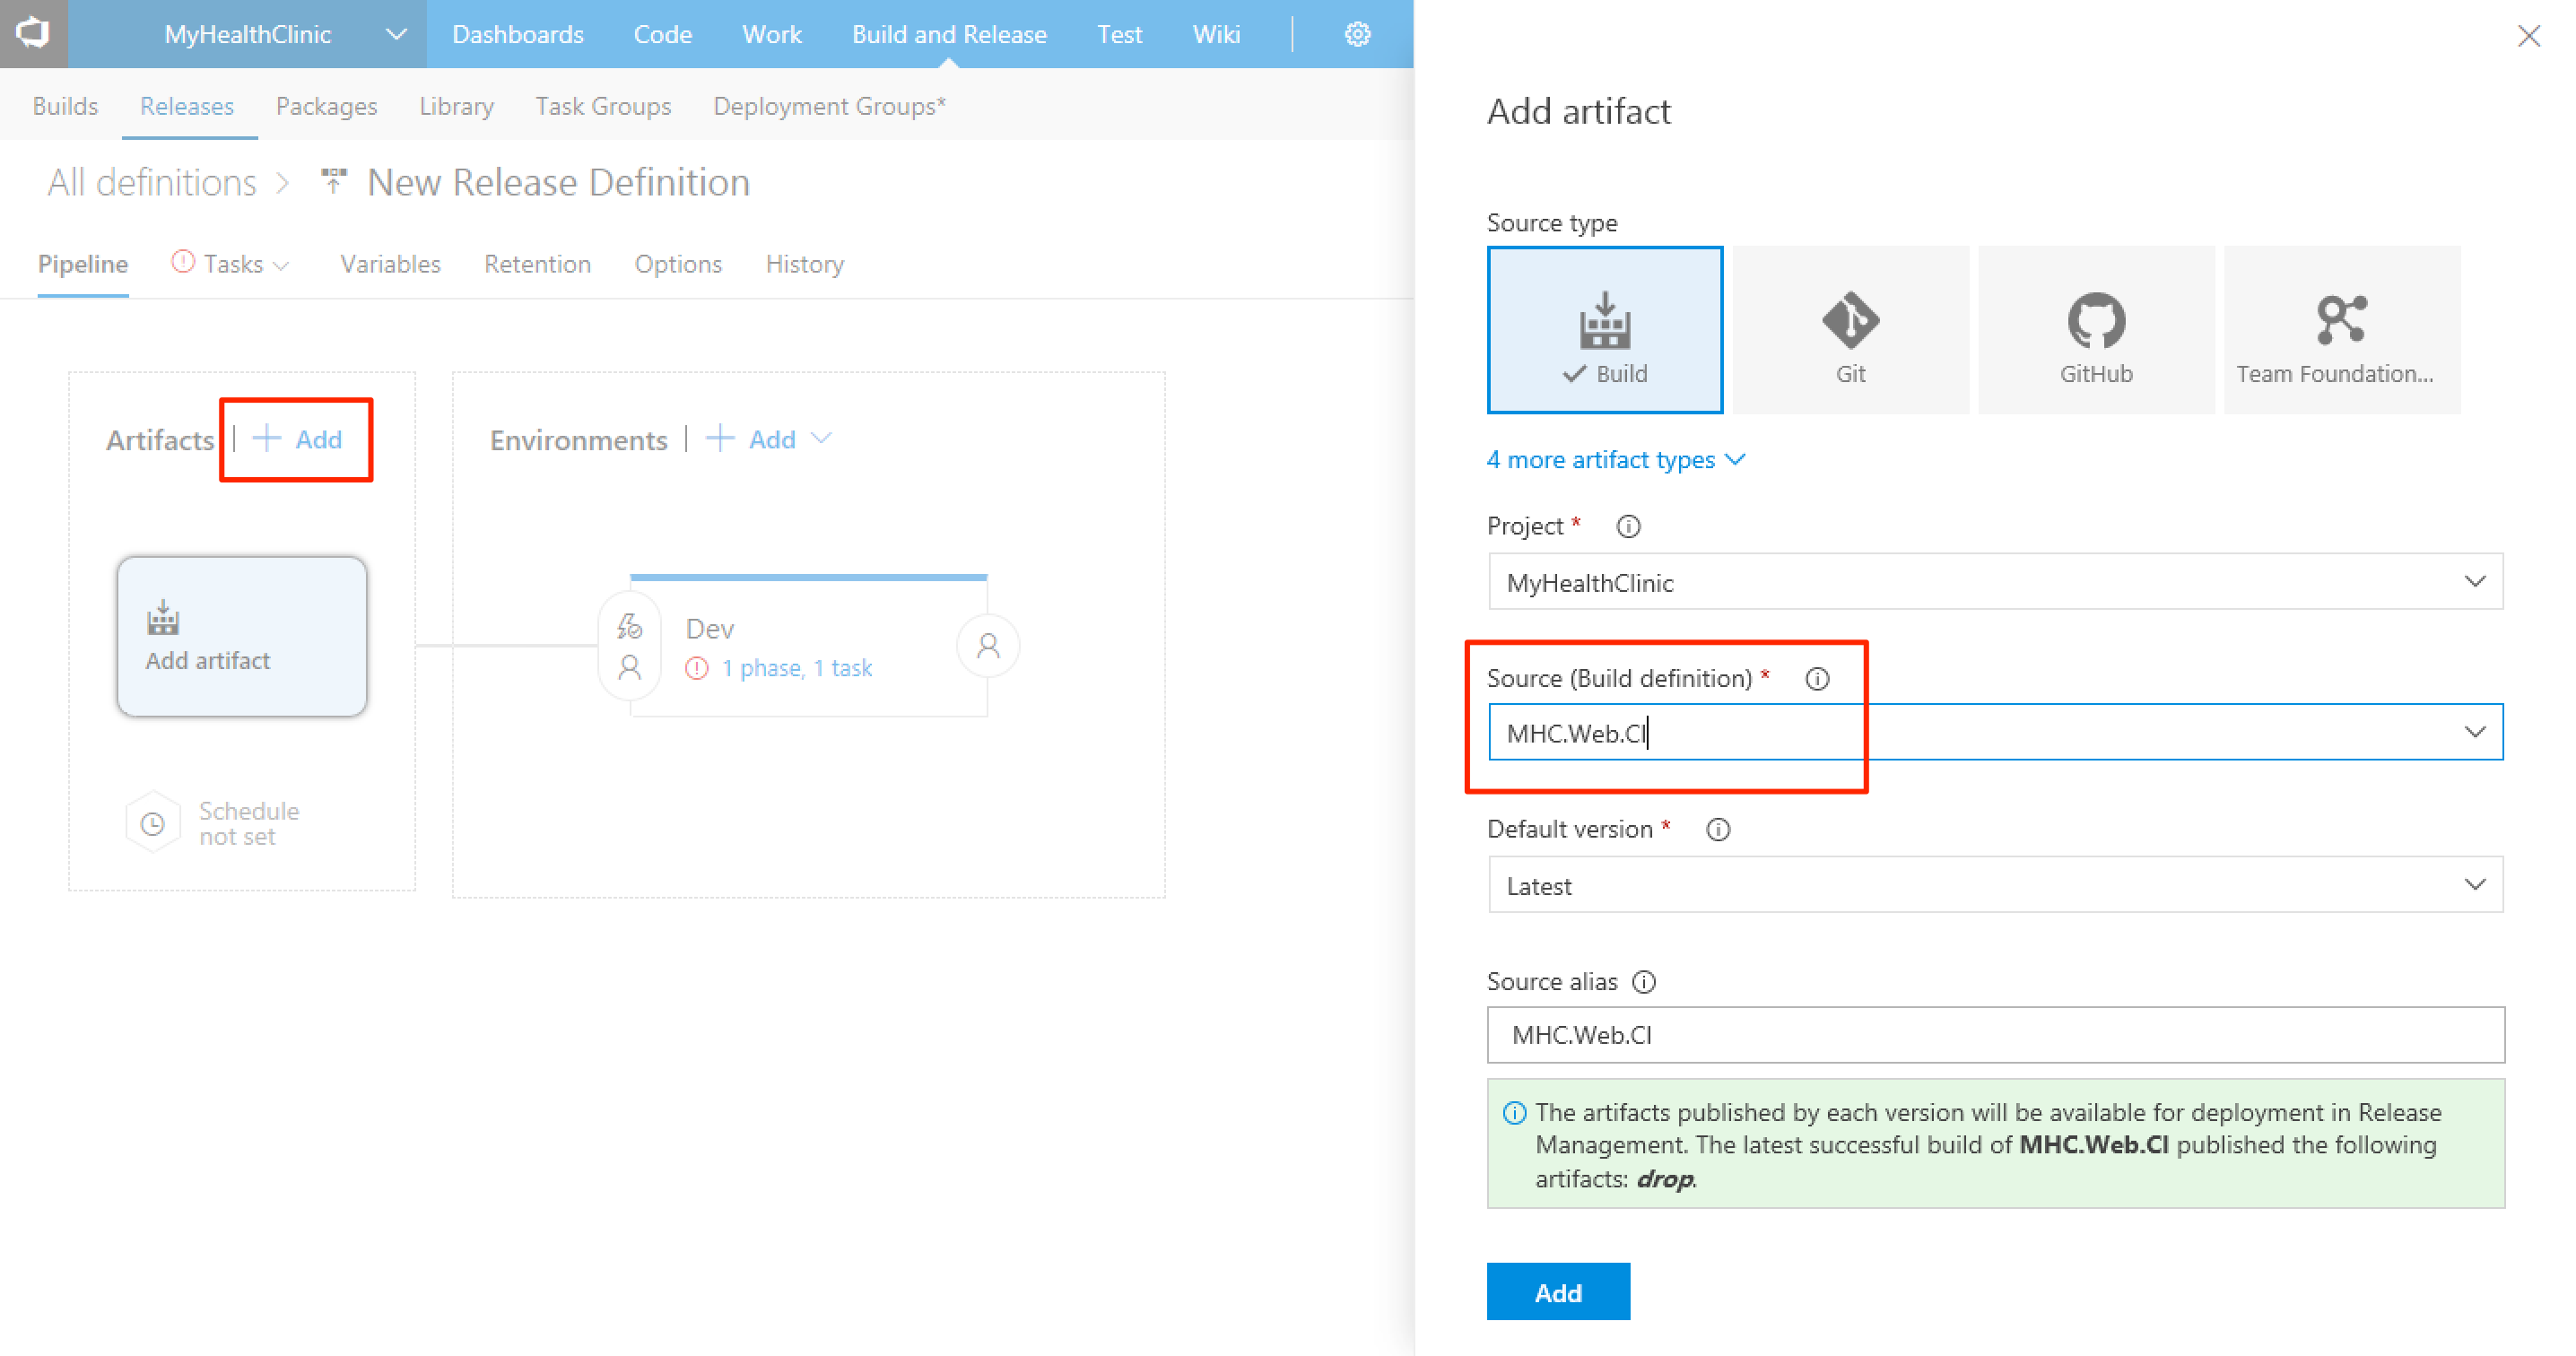 MyHealthClinic
Dashboards Code Work Build and Release Test Wiki
Builds Releases Packages Library Task Groups Deployment Groups*
All definitions > New Release Definition
Pipeline Tasks Variables Retention Options History
Artifacts | + Add
Add artifact
Schedule
not set
Environments | + Add
Dev
1 phase, 1 task
Add artifact
Source type
Build
Git
GitHub
Team Foundation...
4 more artifact types
Project *
MyHealthClinic
Source (Build definition) *
MHC.Web.CI
Default version *
Latest
Source alias
MHC.Web.CI
The artifacts published by each version will be available for deployment in Release
Management. The latest successful build of MHC.Web.CI published the following
artifacts: drop.
Add